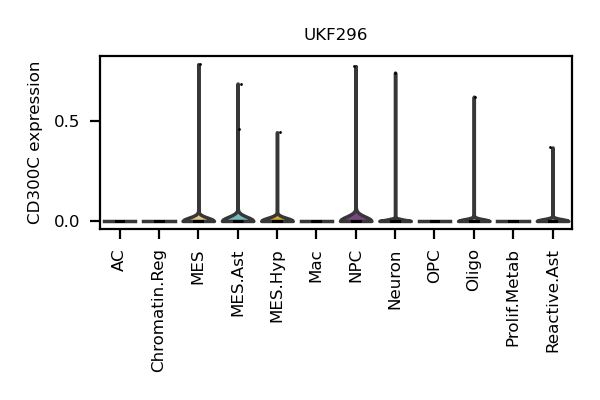 UKF296
CD300C expression
0.5
0.0
AC
Chromatin.Reg
MES
MES.Ast
MES.Hyp
Mac
NPC
Neuron
OPC
Oligo
Prolif.Metab
Reactive.Ast